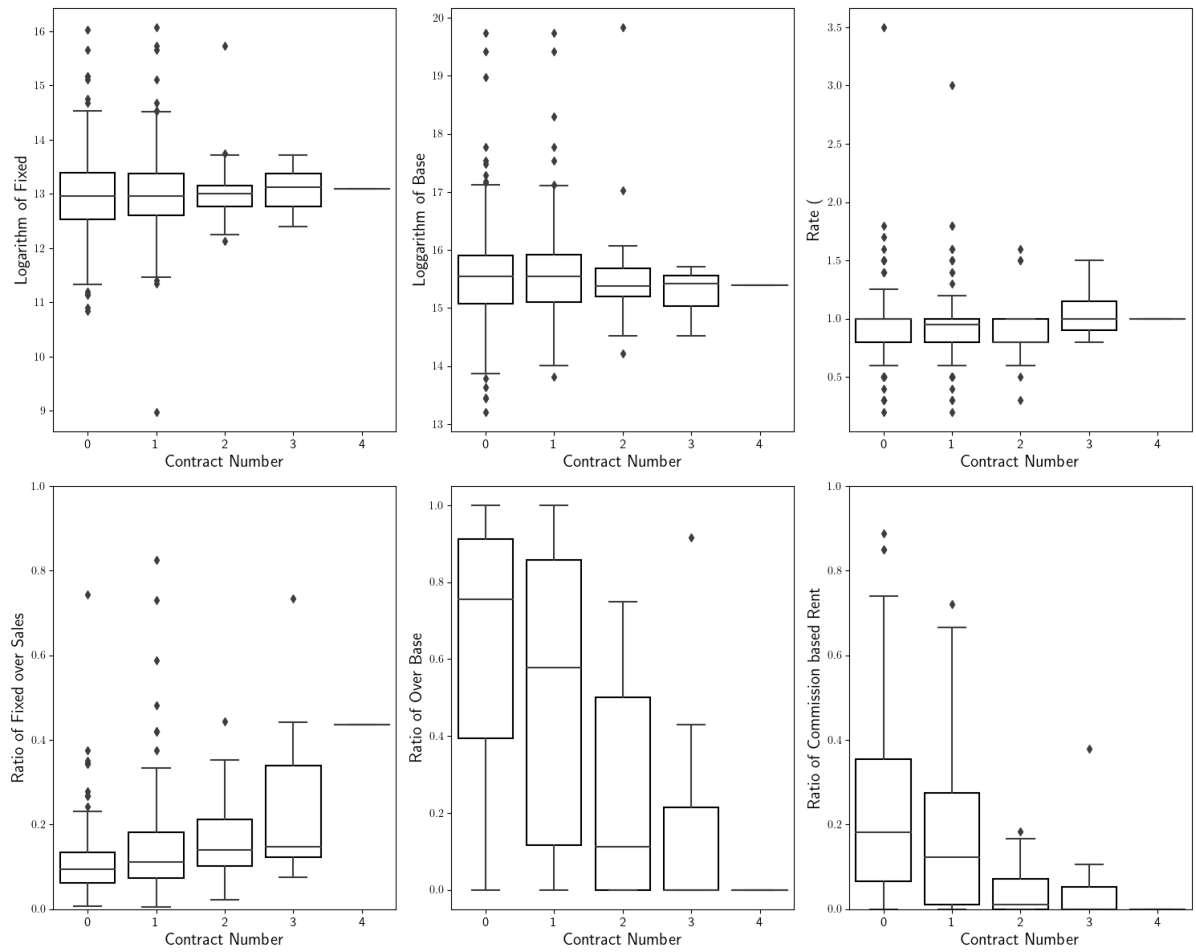 16
15
14
13
12
11
10
9
Logarithm of Fixed
0 1 2 3 4
Contract Number
20
19
18
17
16
15
14
13
Loggarithm of Base
0 1 2 3 4
Contract Number
3.5
3.0
2.5
2.0
1.5
1.0
0.5
Rate (
0 1 2 3 4
Contract Number
1.0
0.8
0.6
0.4
0.2
0.0
Ratio of Fixed over Sales
0 1 2 3 4
Contract Number
1.0
0.8
0.6
0.4
0.2
0.0
Ratio of Over Base
0 1 2 3 4
Contract Number
1.0
0.8
0.6
0.4
0.2
0.0
Ratio of Commission based Rent
0 1 2 3 4
Contract Number